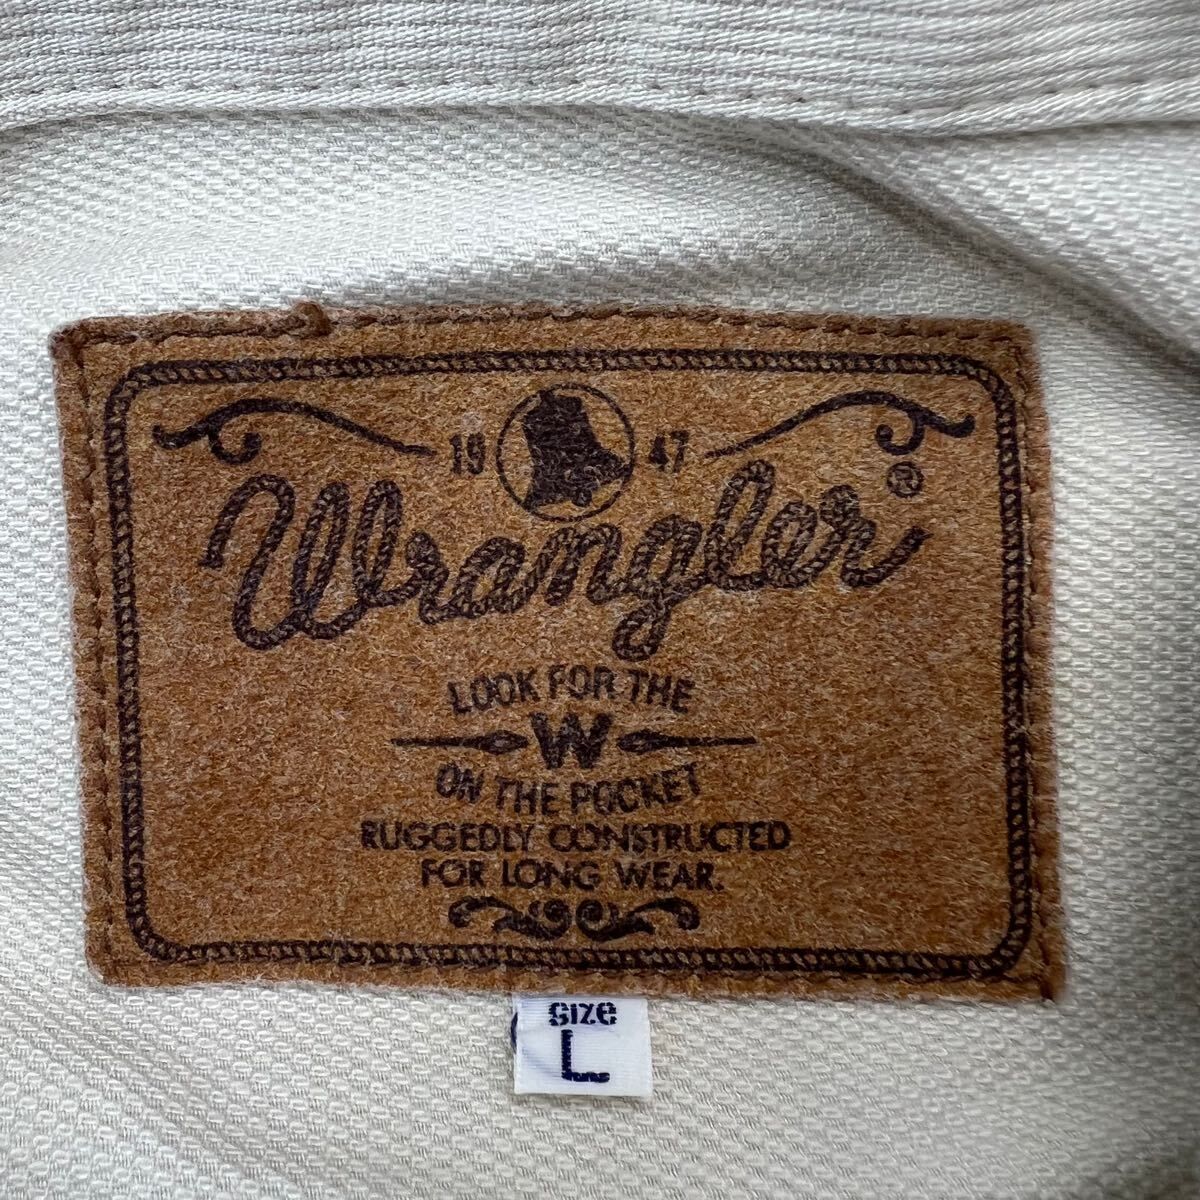 19 47
Wrangler®
LOOK FOR THE
W
ON THE POCKET
RUGGEDLY CONSTRUCTED
FOR LONG WEAR.
SIZE
L